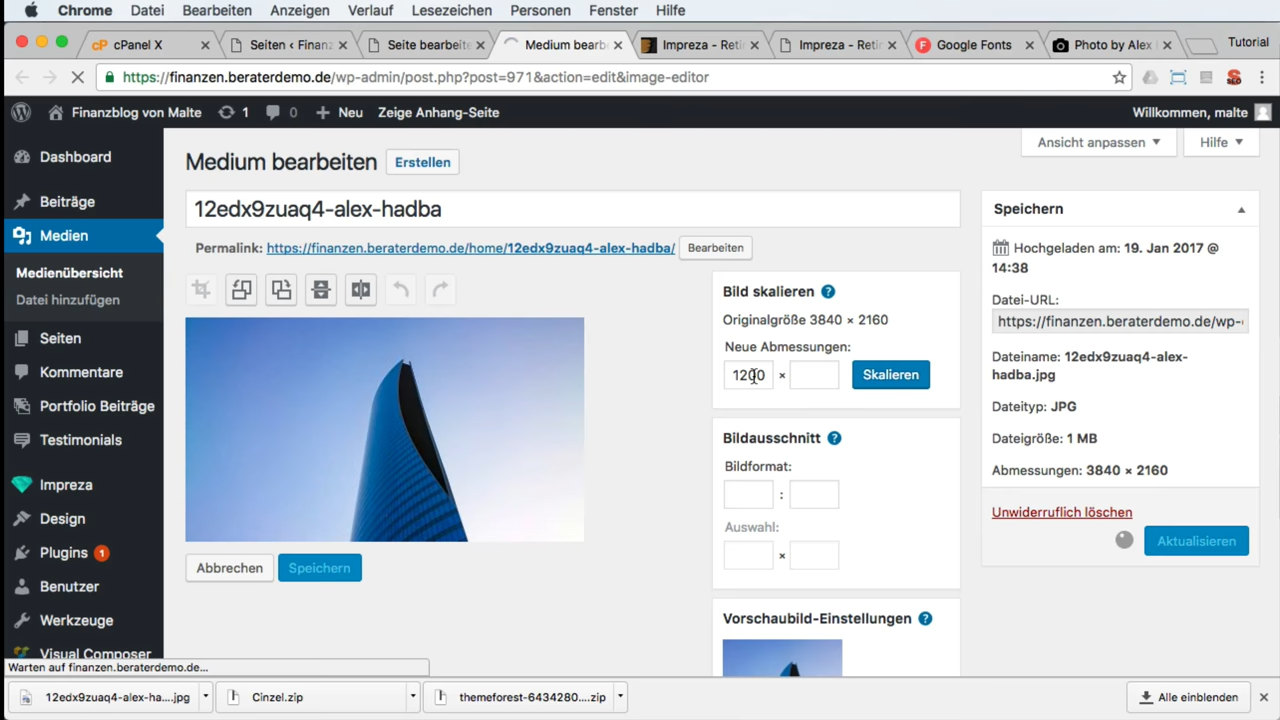 Chrome Datei Bearbeiten Anzeigen Verlauf Lesezeichen Personen Fenster Hilfe
cPanel X
Seiten ‹ Finanz
Seite bearbeite
Medium bearb
Impreza - Reti
Impreza - Reti
Google Fonts
Photo by Alex
Tutorial
https://finanzen.beraterdemo.de/wp-admin/post.php?post=971&action=edit&image-editor
Finanzblog von Malte 1 0 Neu Zeige Anhang-Seite
Willkommen, malte
Dashboard
Beiträge
Medien
Medienübersicht
Datei hinzufügen
Seiten
Kommentare
Portfolio Beiträge
Testimonials
Impreza
Design
Plugins 1
Benutzer
Werkzeuge
Visual Composer
Ansicht anpassen
Hilfe
Medium bearbeiten Erstellen
12edx9zuaq4-alex-hadba
Permalink: https://finanzen.beraterdemo.de/home/12edx9zuaq4-alex-hadba/ Bearbeiten
Abbrechen Speichern
Bild skalieren ?
Originalgröße 3840 × 2160
Neue Abmessungen:
1200 × Skalieren
Bildausschnitt ?
Bildformat:
:
Auswahl:
×
Vorschaubild-Einstellungen ?
Speichern
Hochgeladen am: 19. Jan 2017 @
14:38
Datei-URL:
https://finanzen.beraterdemo.de/wp-
Dateiname: 12edx9zuaq4-alex-
hadba.jpg
Dateityp: JPG
Dateigröße: 1 MB
Abmessungen: 3840 × 2160
Unwiderruflich löschen
Aktualisieren
Warten auf finanzen.beraterdemo.de...
12edx9zuaq4-alex-ha....jpg
Cinzel.zip
themeforest-6434280....zip
Alle einblenden